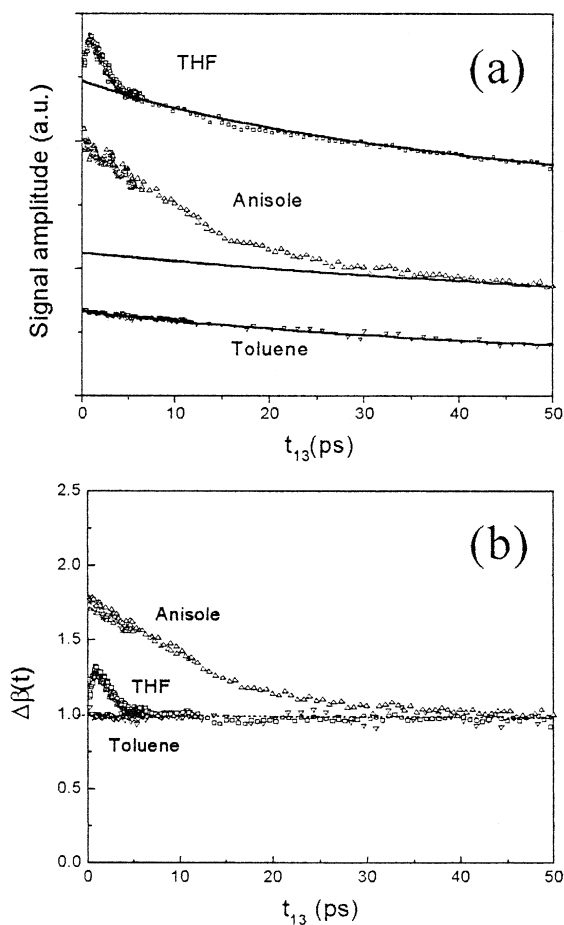 (a)
THF
Anisole
Toluene
Signal amplitude (a.u.)
0 10 20 30 40 50
t₁₃(ps)
(b)
2.5
2.0
1.5
1.0
0.5
0.0
Anisole
THF
Toluene
Δβ(t)
0 10 20 30 40 50
t₁₃ (ps)